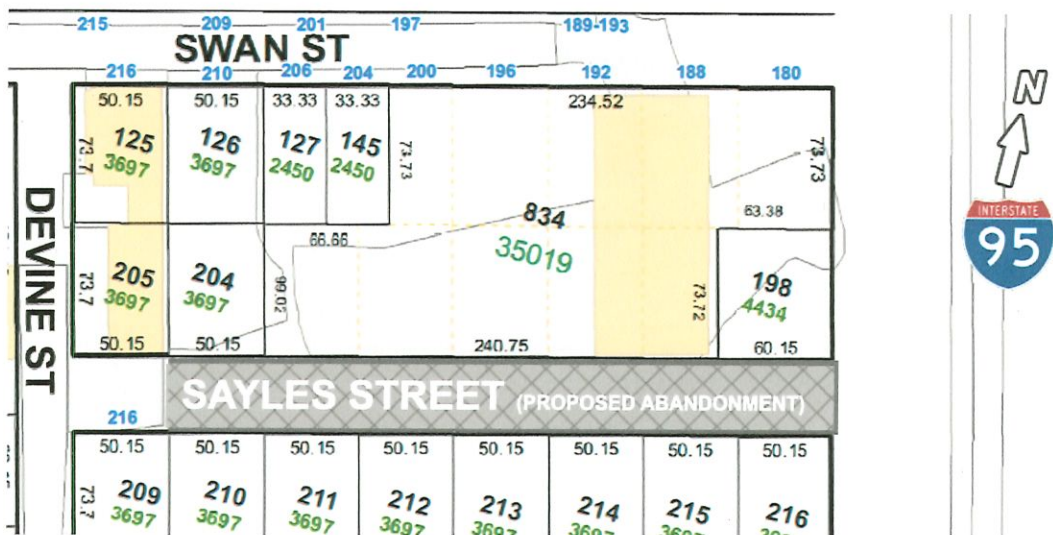 215 209 201 197 189-193
SWAN ST
216 210 206 204 200 196 192 188 180
50.15 50.15 33.33 33.33 234.52
N
73.7 125 126 127 145 73.73 73.73
3697 3697 2450 2450
INTERSTATE
95
DEVINE ST
834 63.38
66.66 35019
73.7 205 204 99.02 73.72 198
3697 3697 4434
50.15 50.15 240.75 60.15
SAYLES STREET (PROPOSED ABANDONMENT)
216
50.15 50.15 50.15 50.15 50.15 50.15 50.15 50.15
73.7 209 210 211 212 213 214 215 216
3697 3697 3697 3697 3697 3697